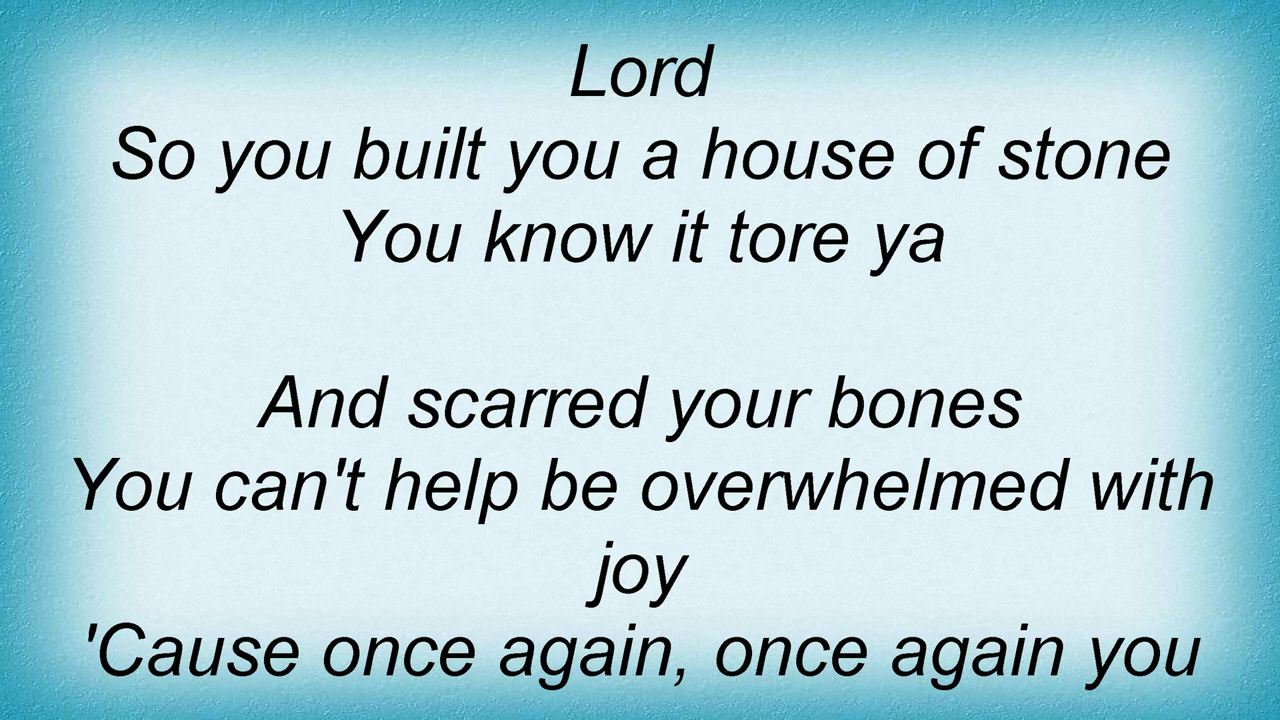 Lord
So you built you a house of stone
You know it tore ya
And scarred your bones
You can't help be overwhelmed with
joy
'Cause once again, once again you